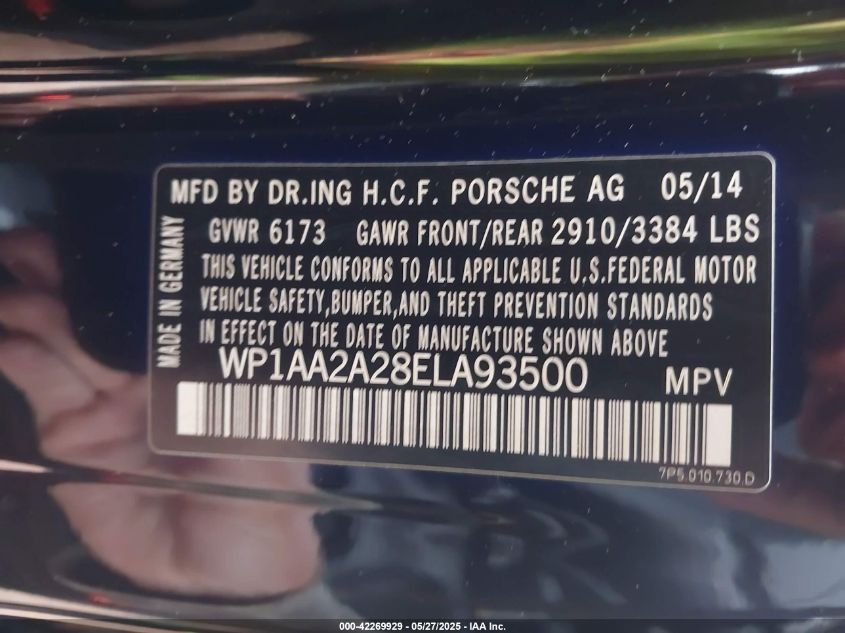 MFD BY DR.ING H.C.F. PORSCHE AG 05/14
GVWR 6173 GAWR FRONT/REAR 2910/3384 LBS
THIS VEHICLE CONFORMS TO ALL APPLICABLE U.S.FEDERAL MOTOR
VEHICLE SAFETY,BUMPER,AND THEFT PREVENTION STANDARDS
IN EFFECT ON THE DATE OF MANUFACTURE SHOWN ABOVE
MADE IN GERMANY
WP1AA2A28ELA93500 MPV
7P5.010.730.D
000-42269929 - 05/27/2025 - IAA Inc.